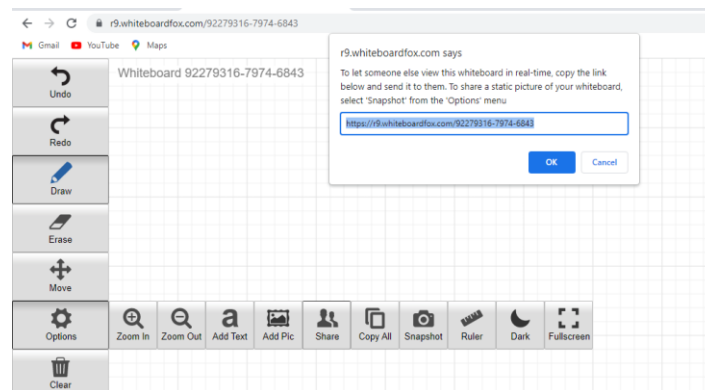 r9.whiteboardfox.com/92279316-7974-6843
Gmail YouTube Maps
r9.whiteboardfox.com says
To let someone else view this whiteboard in real-time, copy the link
below and send it to them. To share a static picture of your whiteboard,
select 'Snapshot' from the 'Options' menu
https://r9.whiteboardfox.com/92279316-7974-6843
OK Cancel
Whiteboard 92279316-7974-6843
Undo
Redo
Draw
Erase
Move
Options Zoom In Zoom Out Add Text Add Pic Share Copy All Snapshot Ruler Dark Fullscreen
Clear